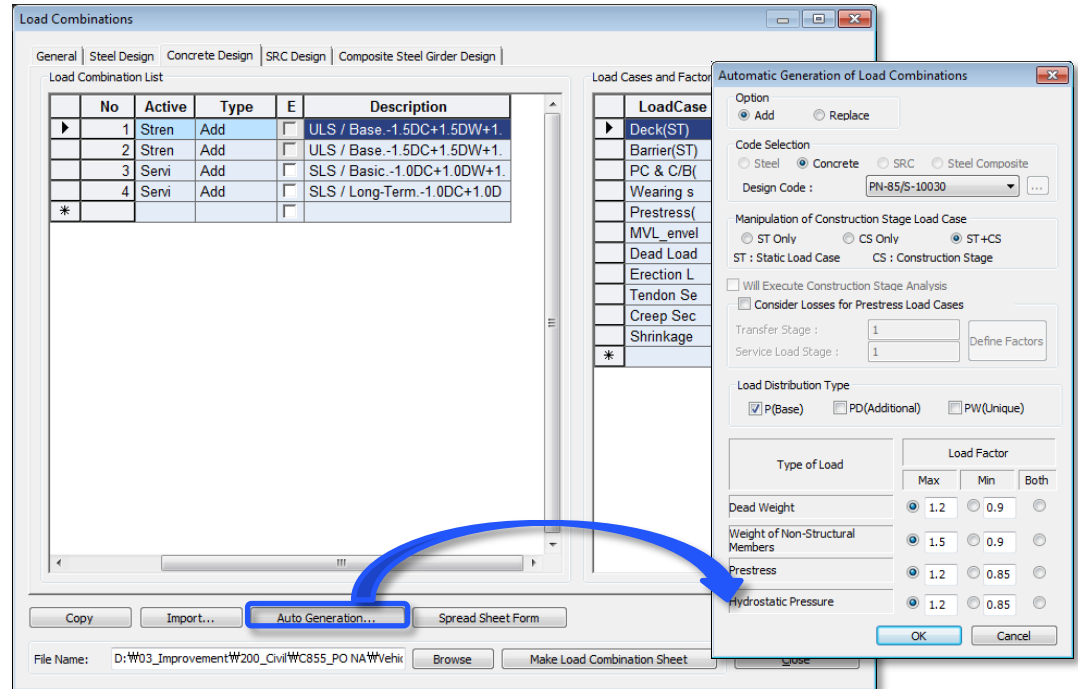 Load Combinations
General
Steel Design
Concrete Design
SRC Design
Composite Steel Girder Design
Load Combination List
No Active Type E Description
1 Stren Add ULS / Base.-1.5DC+1.5DW+1.
2 Stren Add ULS / Base.-1.5DC+1.5DW+1.
3 Servi Add SLS / Basic.-1.0DC+1.0DW+1.
4 Servi Add SLS / Long-Term.-1.0DC+1.0D
Load Cases and Factor
LoadCase
Deck(ST)
Barrier(ST)
PC & C/B(
Wearing s
Prestress(
MVL_envel
Dead Load
Erection L
Tendon Se
Creep Sec
Shrinkage
Copy
Import...
Auto Generation...
Spread Sheet Form
File Name: D:₩03_Improvement₩200_Civil₩C855_PO NA₩Vehic
Browse
Make Load Combination Sheet
Close
Automatic Generation of Load Combinations
Option
Add Replace
Code Selection
Steel Concrete SRC Steel Composite
Design Code : PN-85/S-10030 ...
Manipulation of Construction Stage Load Case
ST Only CS Only ST+CS
ST : Static Load Case CS : Construction Stage
Will Execute Construction Stage Analysis
Consider Losses for Prestress Load Cases
Transfer Stage : 1
Service Load Stage : 1
Define Factors
Load Distribution Type
P(Base) PD(Additional) PW(Unique)
Type of Load
Load Factor
Max Min Both
Dead Weight 1.2 0.9
Weight of Non-Structural
Members 1.5 0.9
Prestress 1.2 0.85
Hydrostatic Pressure 1.2 0.85
OK Cancel